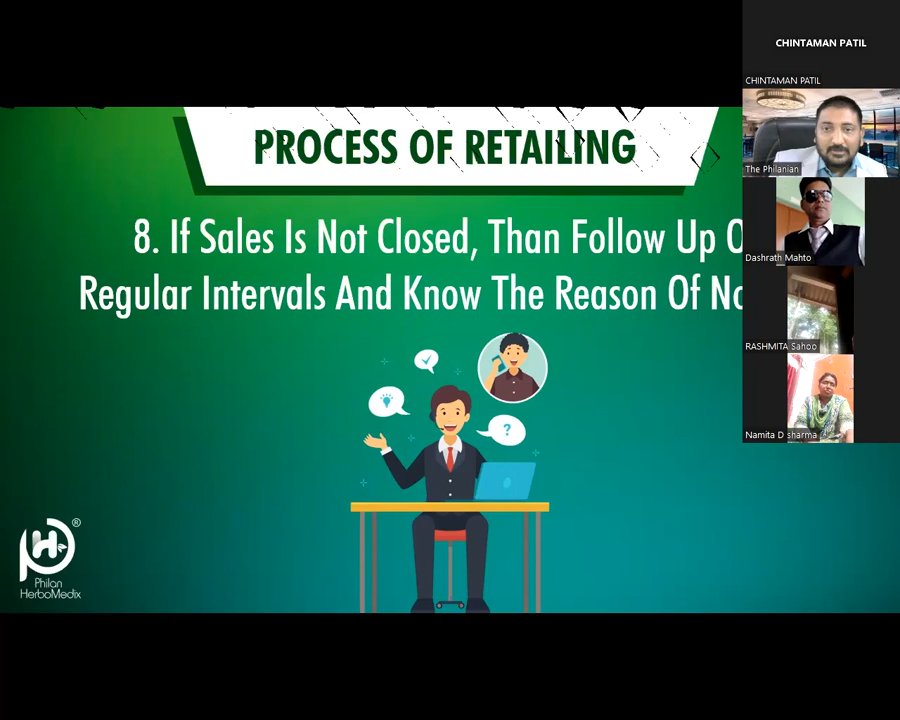 CHINTAMAN PATIL
CHINTAMAN PATIL
The Philanian
Dashrath Mahto
RASHMITA Sahoo
Namita D sharma
PROCESS OF RETAILING
8. If Sales Is Not Closed, Than Follow Up
Regular Intervals And Know The Reason Of
?
PH
®
Philan
HerboMedix